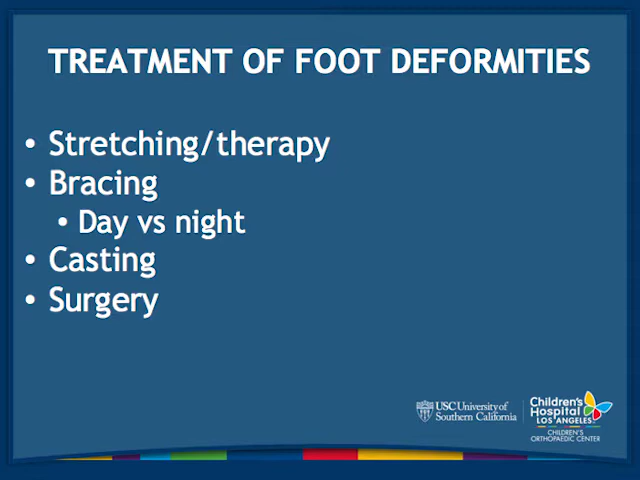 TREATMENT OF FOOT DEFORMITIES
• Stretching/therapy
• Bracing
• Day vs night
• Casting
• Surgery
USC University of
Southern California
Children's
Hospital
LOS ANGELES
CHILDREN'S
ORTHOPAEDIC CENTER